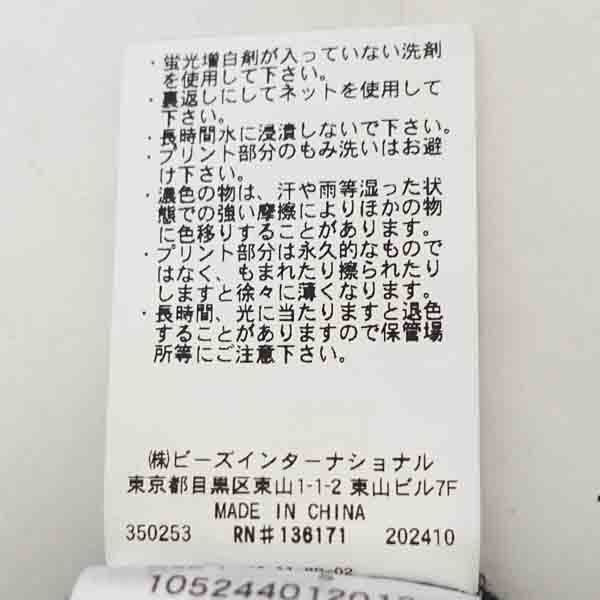 ・蛍光増白剤が入っていない洗剤
を使用して下さい。
・裏返しにしてネットを使用して
下さい。
・長時間水に浸漬しないで下さい。
・プリント部分のもみ洗いはお避
け下さい。
・濃色の物は、汗や雨等湿った状
態での強い摩擦によりほかの物
に色移りすることがあります。
・プリント部分は永久的なもので
はなく、もまれたり擦られたり
しますと徐々に薄くなります。
・長時間、光に当たりますと退色
することがありますので保管場
所等にご注意下さい。
㈱ビーズインターナショナル
東京都目黒区東山1-1-2 東山ビル7F
MADE IN CHINA
350253 RN#136171 202410